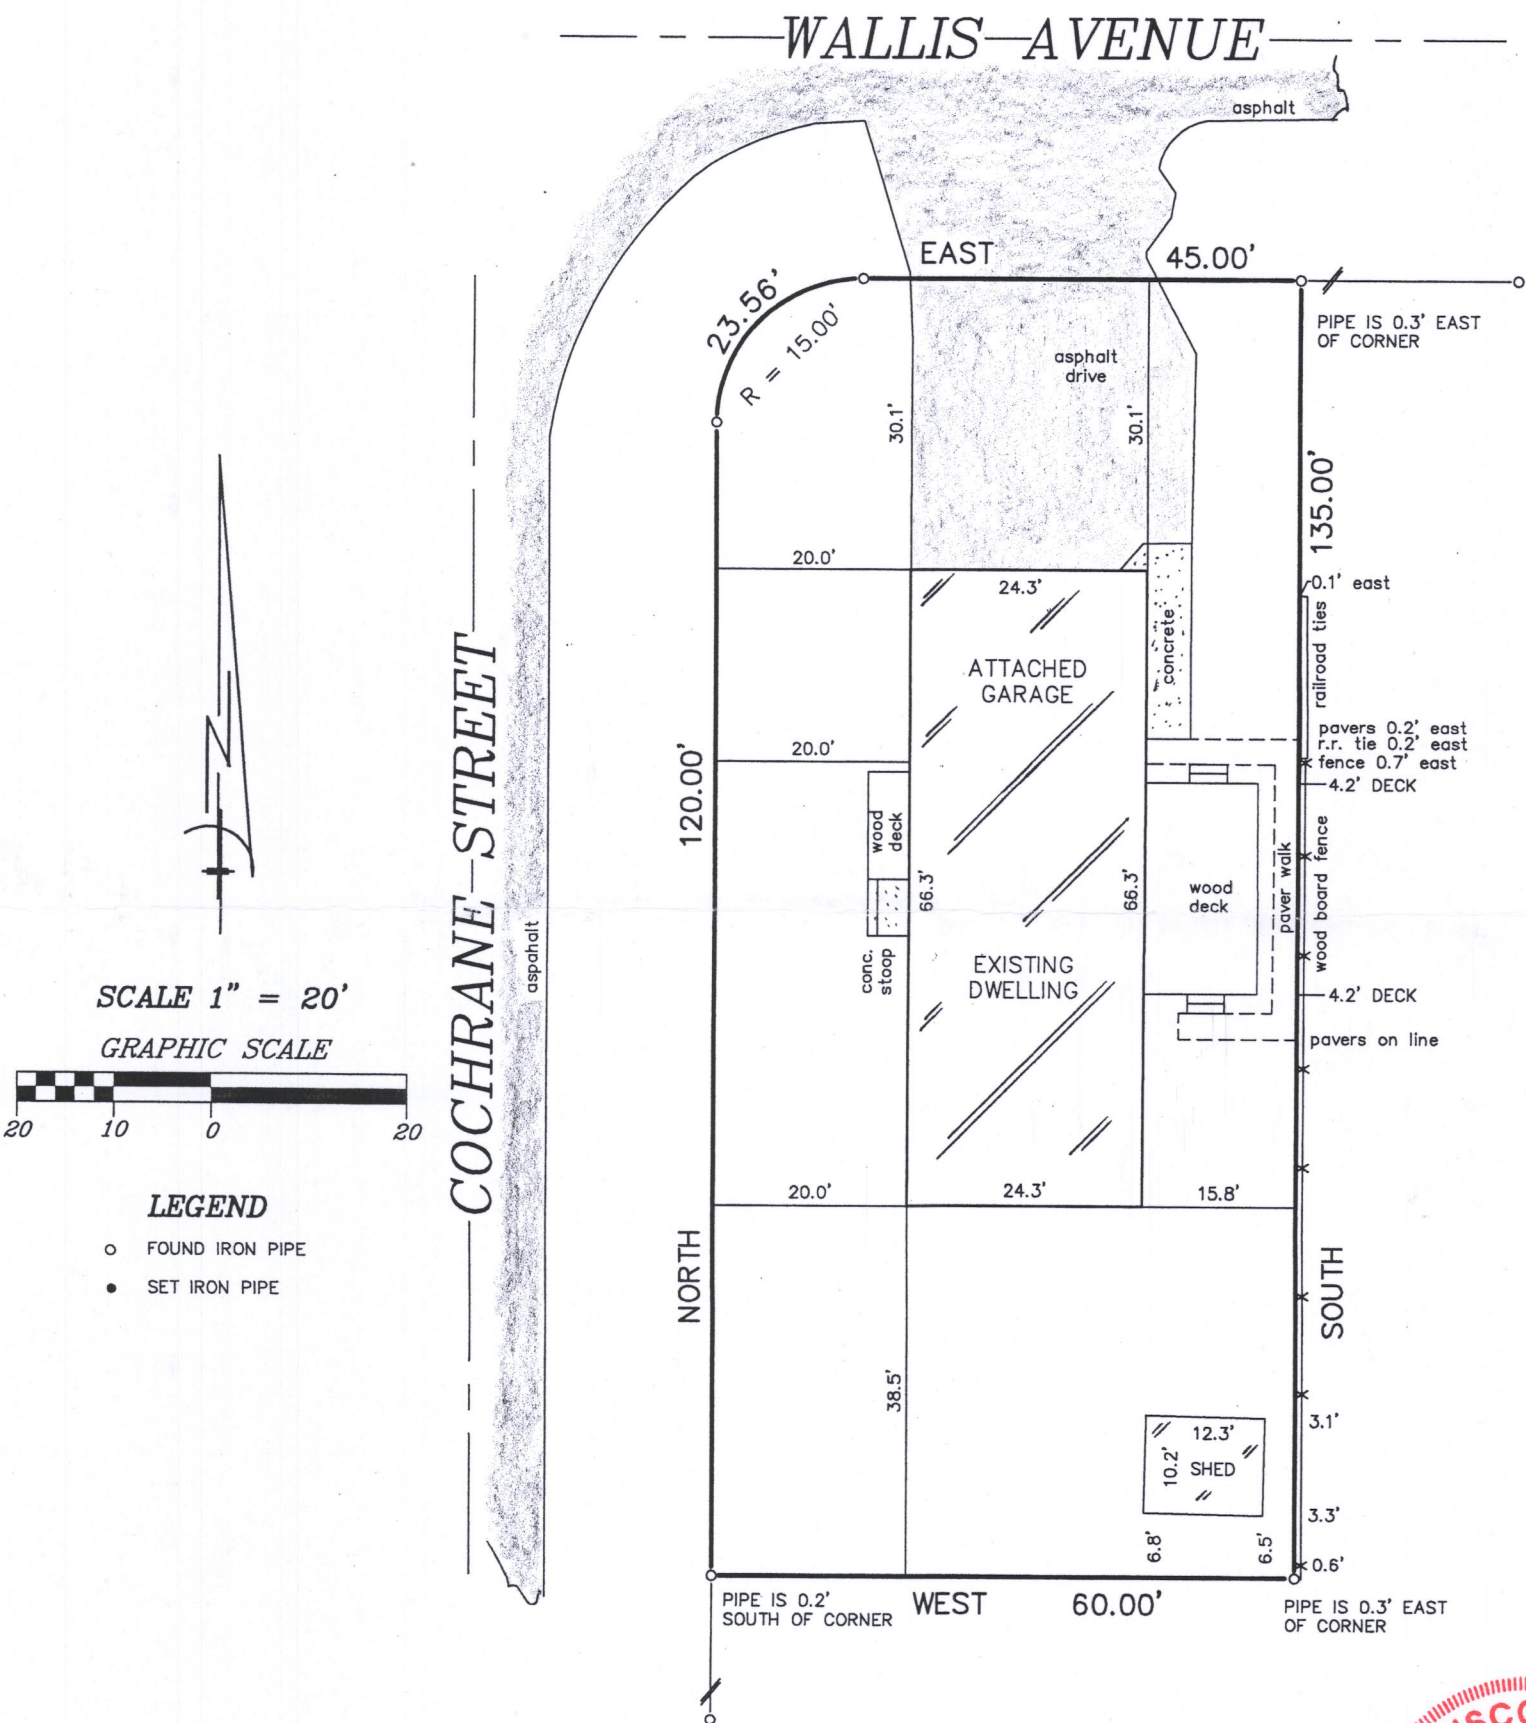 WALLIS AVENUE
asphalt
EAST
45.00'
23.56'
R = 15.00'
PIPE IS 0.3' EAST
OF CORNER
asphalt
drive
30.1'
30.1'
135.00'
20.0'
24.3'
0.1' east
railroad ties
concrete
ATTACHED
GARAGE
pavers 0.2' east
r.r. tie 0.2' east
fence 0.7' east
4.2' DECK
20.0'
120.00'
COCHRANE STREET
wood
deck
66.3'
66.3'
wood
deck
paver walk
wood board fence
aspahalt
conc.
stoop
EXISTING
DWELLING
4.2' DECK
pavers on line
SCALE 1" = 20'
GRAPHIC SCALE
20 10 0 20
LEGEND
FOUND IRON PIPE
SET IRON PIPE
20.0'
24.3'
15.8'
NORTH
SOUTH
38.5'
3.1'
12.3'
10.2'
SHED
3.3'
6.8'
6.5'
0.6'
PIPE IS 0.2'
SOUTH OF CORNER
WEST
60.00'
PIPE IS 0.3' EAST
OF CORNER